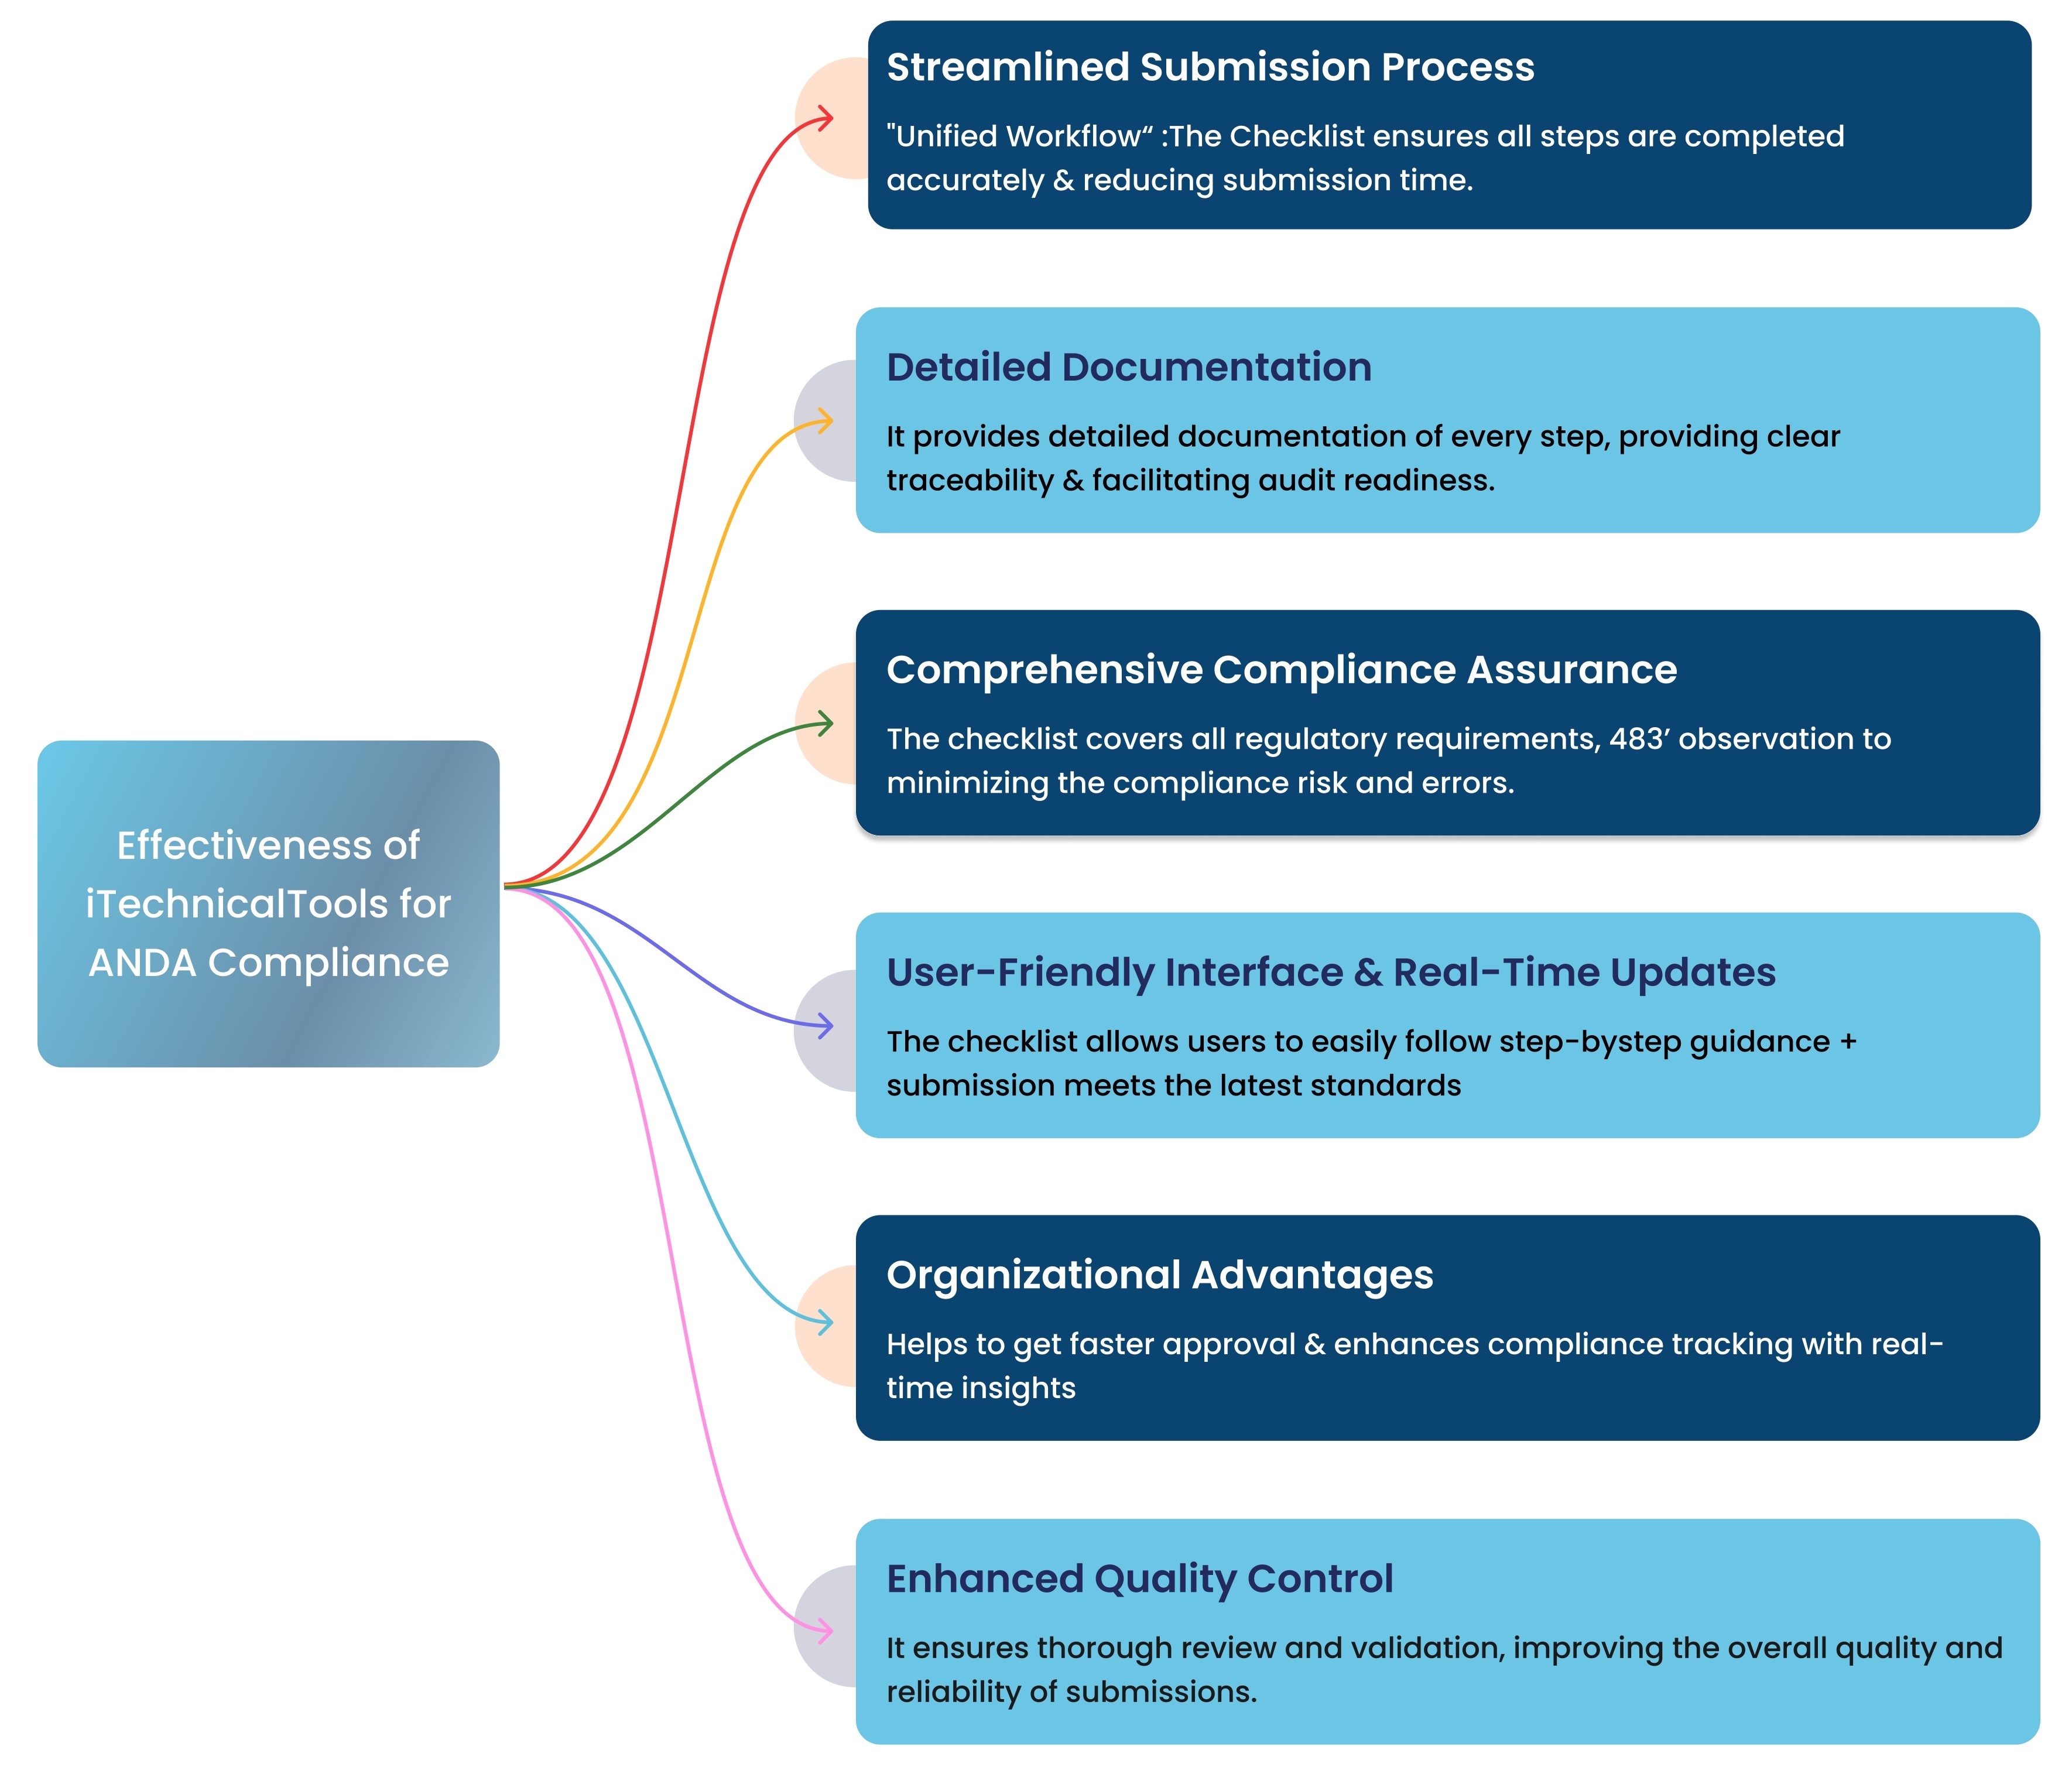 Streamlined Submission Process
"Unified Workflow“ :The Checklist ensures all steps are completed
accurately & reducing submission time.
Detailed Documentation
It provides detailed documentation of every step, providing clear
traceability & facilitating audit readiness.
Comprehensive Compliance Assurance
The checklist covers all regulatory requirements, 483’ observation to
minimizing the compliance risk and errors.
Effectiveness of
iTechnicalTools for
ANDA Compliance
User-Friendly Interface & Real-Time Updates
The checklist allows users to easily follow step-bystep guidance +
submission meets the latest standards
Organizational Advantages
Helps to get faster approval & enhances compliance tracking with real-
time insights
Enhanced Quality Control
It ensures thorough review and validation, improving the overall quality and
reliability of submissions.